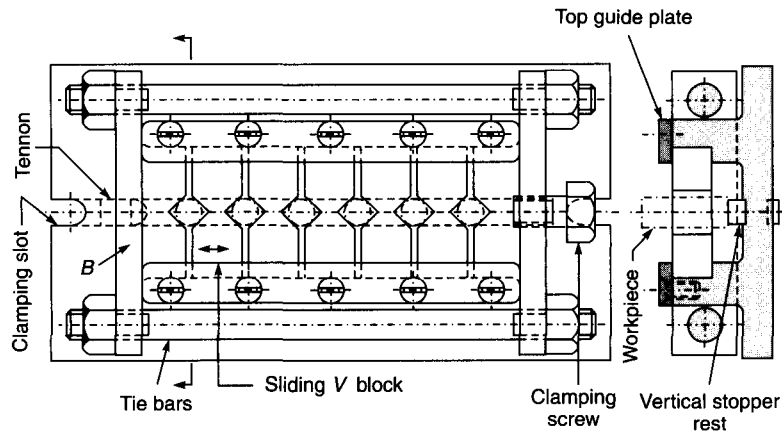 Top guide plate
Tennon
Clamping slot
B
Workpiece
Sliding V block
Tie bars
Clamping
screw
Vertical stopper
rest